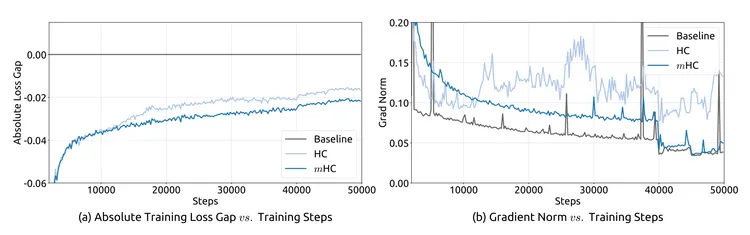 0.00
-0.02
-0.04
-0.06
Absolute Loss Gap
Baseline
HC
mHC
10000 20000 30000 40000 50000
Steps
(a) Absolute Training Loss Gap vs. Training Steps
0.20
0.15
0.10
0.05
0.00
Grad Norm
Baseline
HC
mHC
10000 20000 30000 40000 50000
Steps
(b) Gradient Norm vs. Training Steps